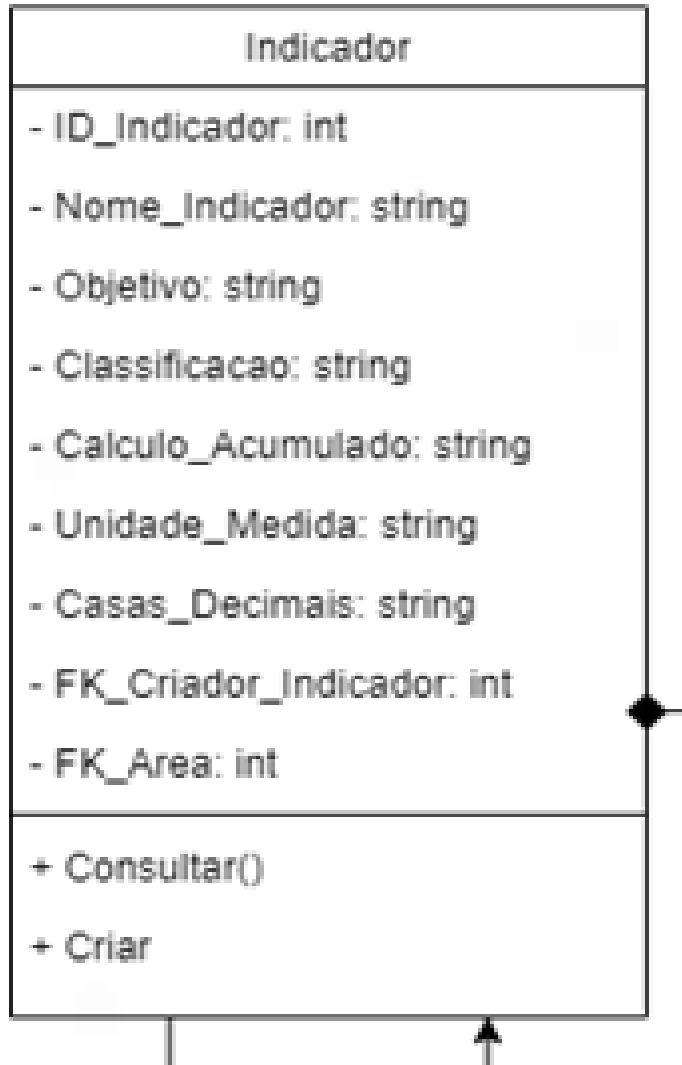 Indicador
- ID_Indicador: int
- Nome_Indicador: string
- Objetivo: string
- Classificacao: string
- Calculo_Acumulado: string
- Unidade_Medida: string
- Casas_Decimais: string
- FK_Criador_Indicador: int
- FK_Area: int
+ Consultar()
+ Criar